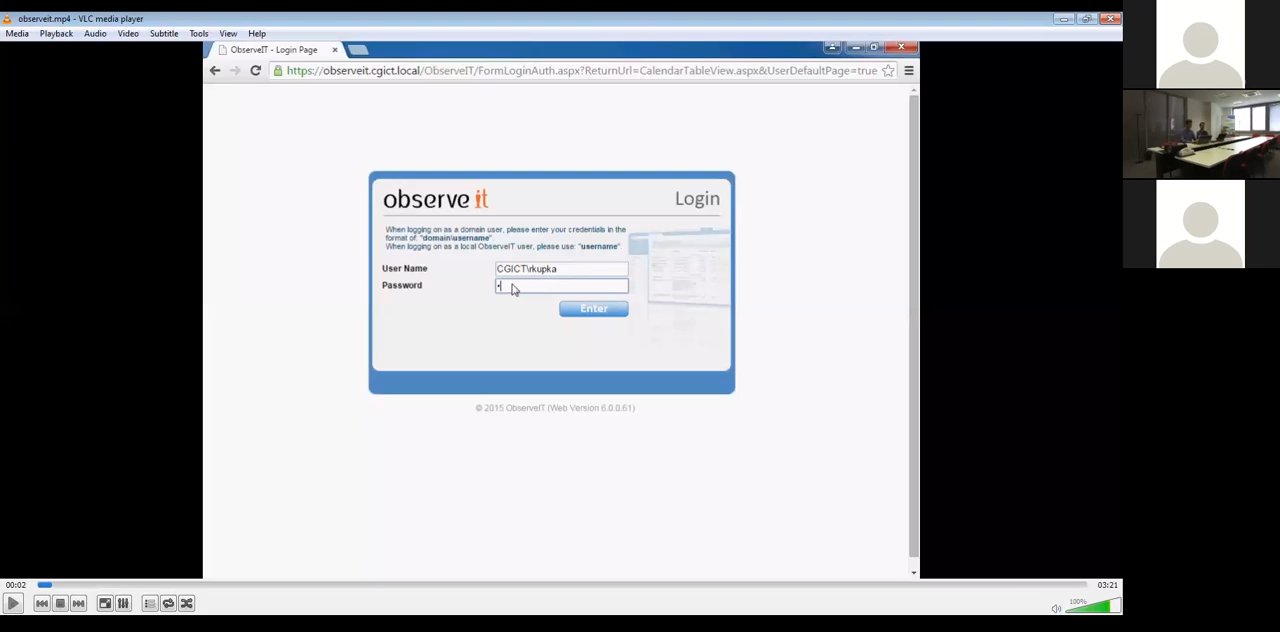 observeit.mp4 - VLC media player
Media Playback Audio Video Subtitle Tools View Help
ObserveIT - Login Page
https://observeit.cgict.local/ObserveIT/FormLoginAuth.aspx?ReturnUrl=CalendarTableView.aspx&UserDefaultPage=true
observe it
Login
When logging on as a domain user, please enter your credentials in the
format of: "domain\username".
When logging on as a local ObserveIT user, please use: "username"
User Name CGICT\rkupka
Password
Enter
© 2015 ObserveIT (Web Version 6.0.0.61)
00:02
03:21
100%